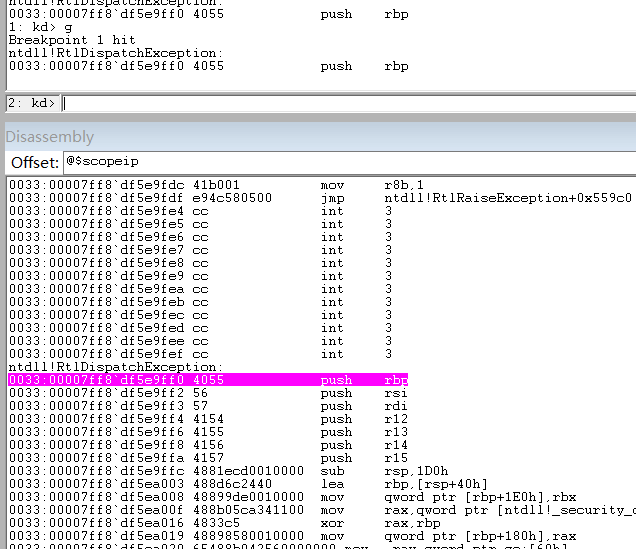 ntdll!RtlDispatchException:
0033:00007ff8`df5e9ff0 4055 push rbp
1: kd> g
Breakpoint 1 hit
ntdll!RtlDispatchException:
0033:00007ff8`df5e9ff0 4055 push rbp
2: kd>
Disassembly
Offset: @$scopeip
0033:00007ff8`df5e9fdc 41b001 mov r8b,1
0033:00007ff8`df5e9fdf e94c580500 jmp ntdll!RtlRaiseException+0x559c0
0033:00007ff8`df5e9fe4 cc int 3
0033:00007ff8`df5e9fe5 cc int 3
0033:00007ff8`df5e9fe6 cc int 3
0033:00007ff8`df5e9fe7 cc int 3
0033:00007ff8`df5e9fe8 cc int 3
0033:00007ff8`df5e9fe9 cc int 3
0033:00007ff8`df5e9fea cc int 3
0033:00007ff8`df5e9feb cc int 3
0033:00007ff8`df5e9fec cc int 3
0033:00007ff8`df5e9fed cc int 3
0033:00007ff8`df5e9fee cc int 3
0033:00007ff8`df5e9fef cc int 3
ntdll!RtlDispatchException:
0033:00007ff8`df5e9ff0 4055 push rbp
0033:00007ff8`df5e9ff2 56 push rsi
0033:00007ff8`df5e9ff3 57 push rdi
0033:00007ff8`df5e9ff4 4154 push r12
0033:00007ff8`df5e9ff6 4155 push r13
0033:00007ff8`df5e9ff8 4156 push r14
0033:00007ff8`df5e9ffa 4157 push r15
0033:00007ff8`df5e9ffc 4881ecd0010000 sub rsp,1D0h
0033:00007ff8`df5ea003 488d6c2440 lea rbp,[rsp+40h]
0033:00007ff8`df5ea008 48899de0010000 mov qword ptr [rbp+1E0h],rbx
0033:00007ff8`df5ea00f 488b05ca341100 mov rax,qword ptr [ntdll!_security_c
0033:00007ff8`df5ea016 4833c5 xor rax,rbp
0033:00007ff8`df5ea019 48898580010000 mov qword ptr [rbp+180h],rax